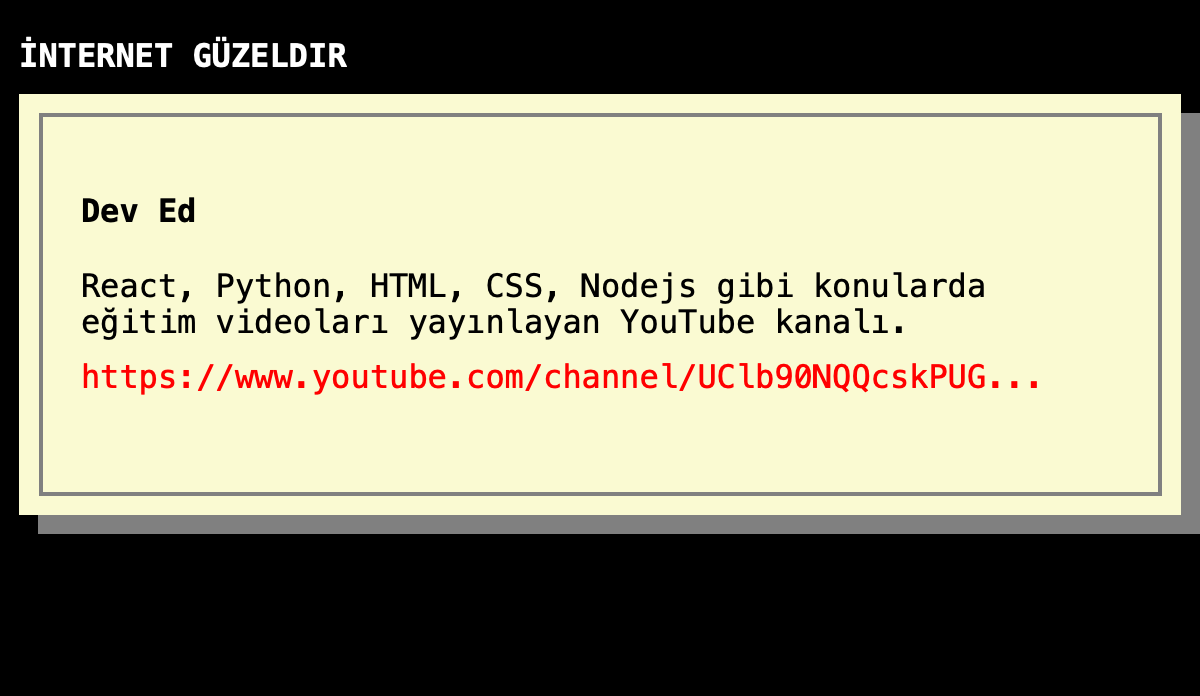 İNTERNET GÜZELDIR
Dev Ed
React, Python, HTML, CSS, Nodejs gibi konularda
eğitim videoları yayınlayan YouTube kanalı.
https://www.youtube.com/channel/UClb90NQQcskPUG...